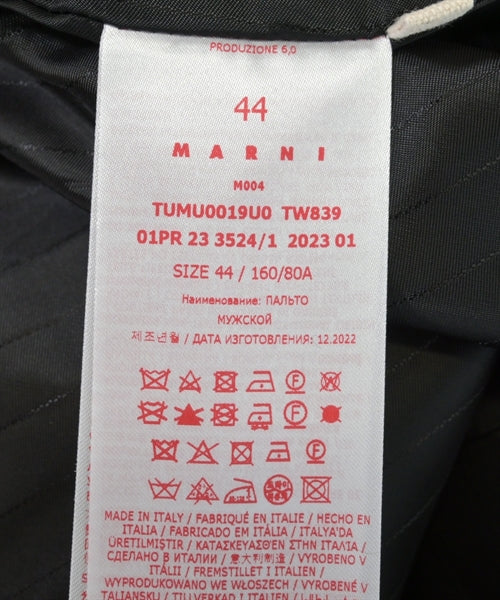 PRODUZIONE 6,0
44
MARNI
M004
TUMU0019U0 TW839
01PR 23 3524/1 2023 01
SIZE 44 / 160/80A
Наименование: ПАЛЬТО
МУЖСКОЙ
제조년월 / ДАТА ИЗГОТОВЛЕНИЯ: 12.2022
MADE IN ITALY / FABRIQUÉ EN ITALIE / HECHO EN
ITALIA / FABRICADO EM ITÁLIA / ITALYA'DA
ÜRETILMIŞTIR / ΚΑΤΑΣΚΕΥΑΣΘΕΝ ΣΤΗΝ ΙΤΑΛΙΑ /
СДЕЛАНО В ИТАЛИИ / 意大利制造 / VYROBENO V
ITÁLII / FREMSTILLET I ITALIEN /
WYPRODUKOWANO WE WŁOSZECH / VYROBENÉ V
TALIANSKU / TILLVERKAD I ITALIEN /